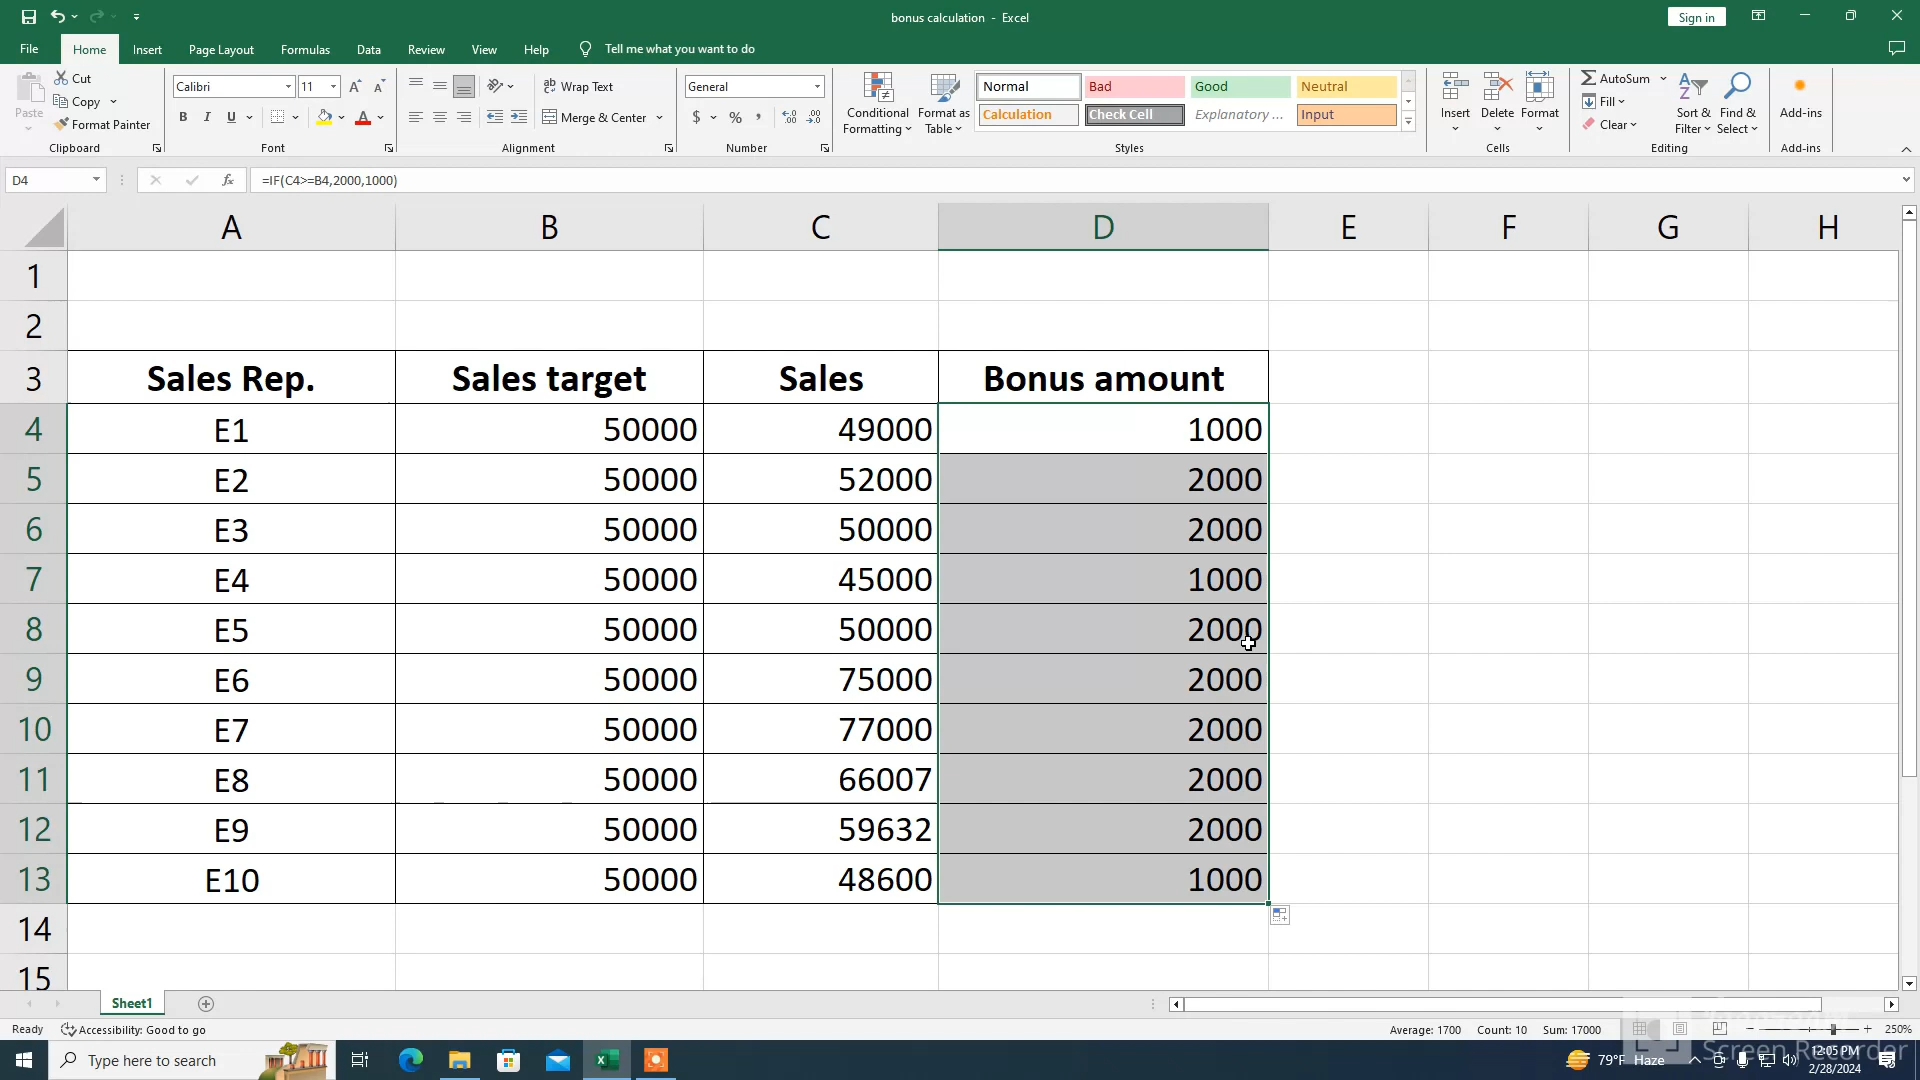 bonus calculation - Excel
Sign in
File Home Insert Page Layout Formulas Data Review View Help Tell me what you want to do
Paste
Cut
Copy
Format Painter
Clipboard
Calibri 11
B I U
Font
Wrap Text
Merge & Center
Alignment
General
$ % ,
Number
Conditional Formatting
Format as Table
Normal Bad Good Neutral
Calculation Check Cell Explanatory ... Input
Styles
Insert Delete Format
Cells
AutoSum
Fill
Clear
Sort & Filter
Find & Select
Editing
Add-ins
Add-ins
D4 fx =IF(C4>=B4,2000,1000)
A B C D E F G H
1
2
3 Sales Rep. Sales target Sales Bonus amount
4 E1 50000 49000 1000
5 E2 50000 52000 2000
6 E3 50000 50000 2000
7 E4 50000 45000 1000
8 E5 50000 50000 2000
9 E6 50000 75000 2000
10 E7 50000 77000 2000
11 E8 50000 66007 2000
12 E9 50000 59632 2000
13 E10 50000 48600 1000
14
15
Sheet1
Ready Accessibility: Good to go Average: 1700 Count: 10 Sum: 17000 250%
Type here to search
79°F Haze
12:05 PM
2/28/2024
Screen Recorder